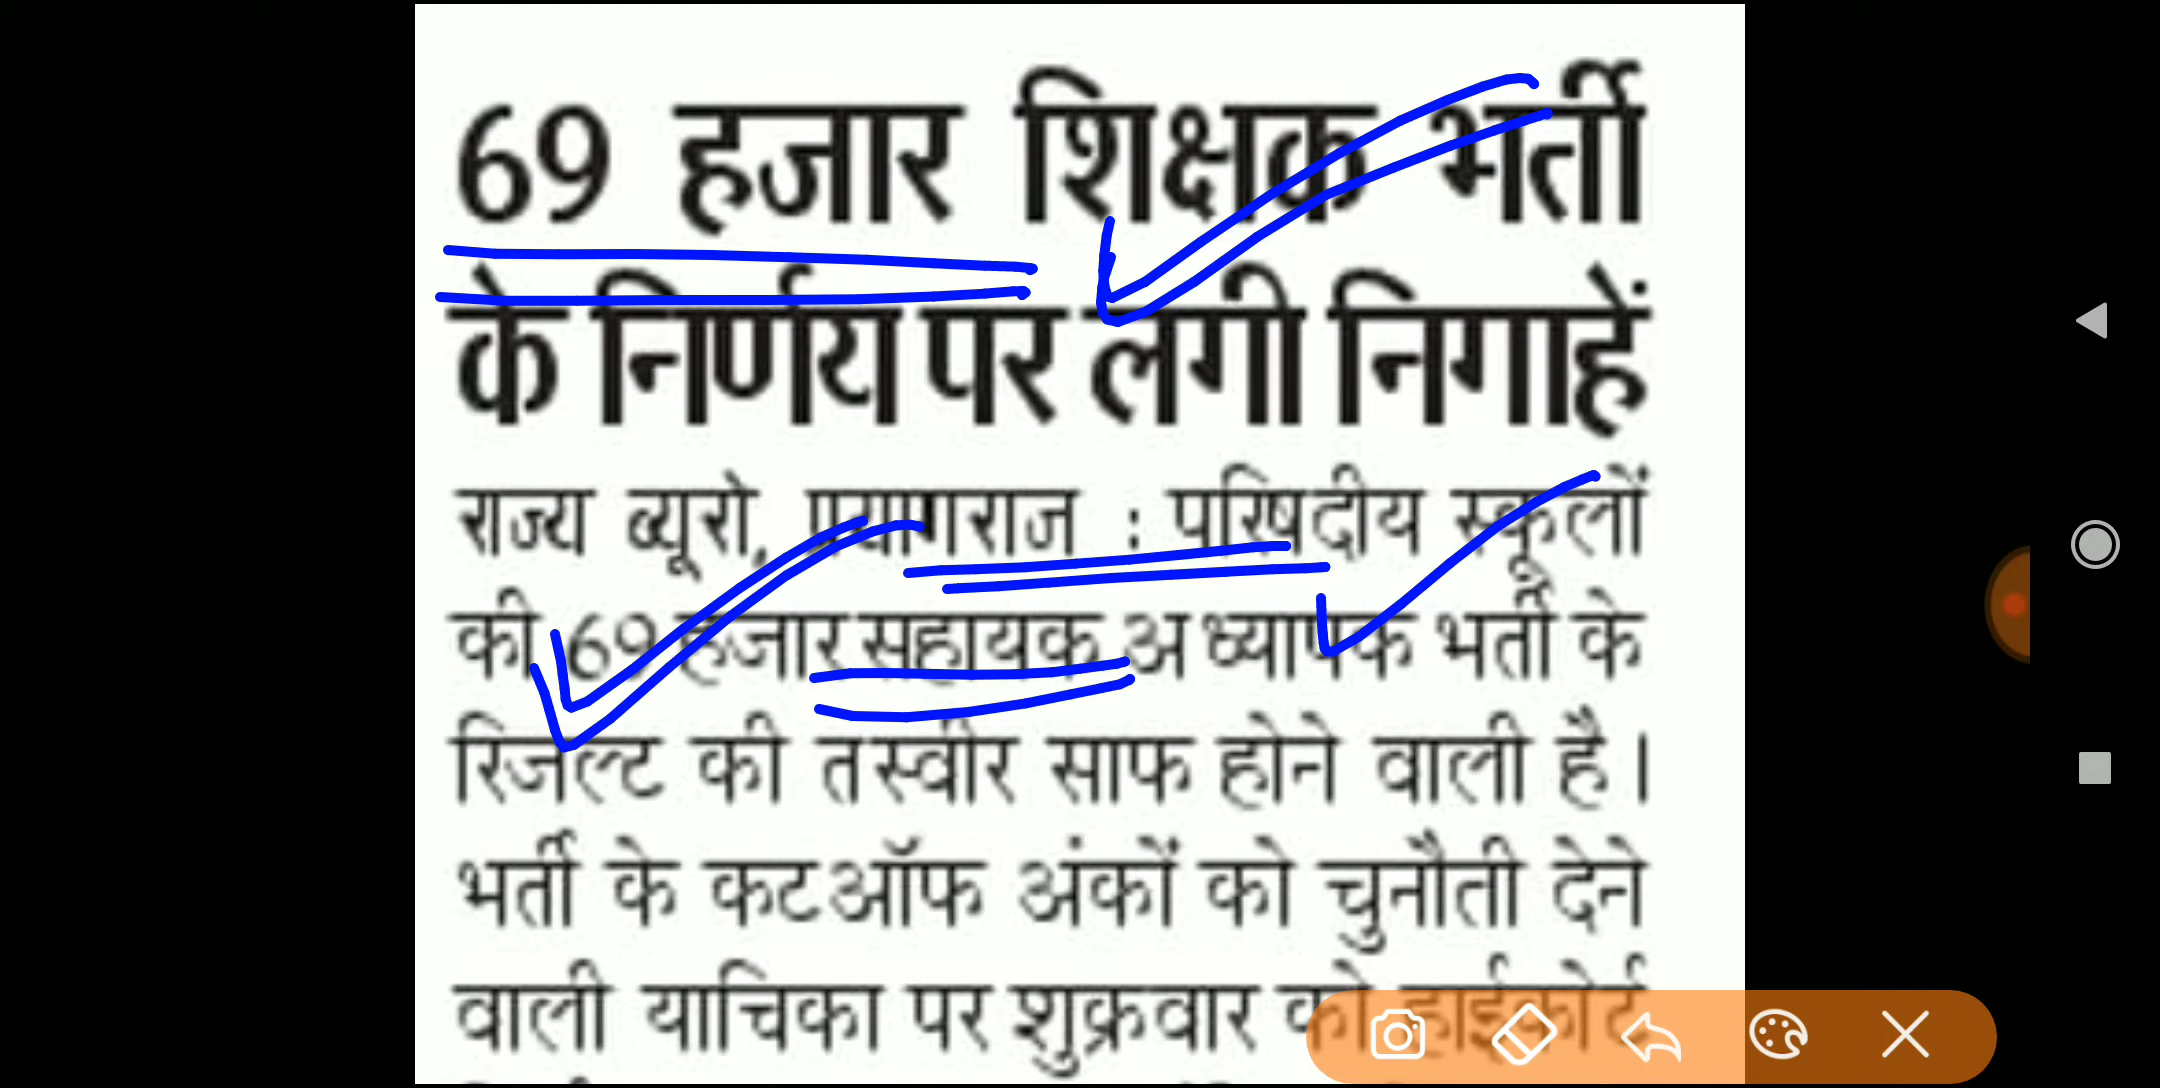 69 हजार शिक्षक भर्ती
के निर्णय पर लगी निगाहें
राज्य ब्यूरो, प्रयागराज : परिषदीय स्कूलों
की 69 हजार सहायक अध्यापक भर्ती के
रिजल्ट की तस्वीर साफ होने वाली है।
भर्ती के कटऑफ अंकों को चुनौती देने
वाली याचिका पर शुक्रवार को हाईकोर्ट